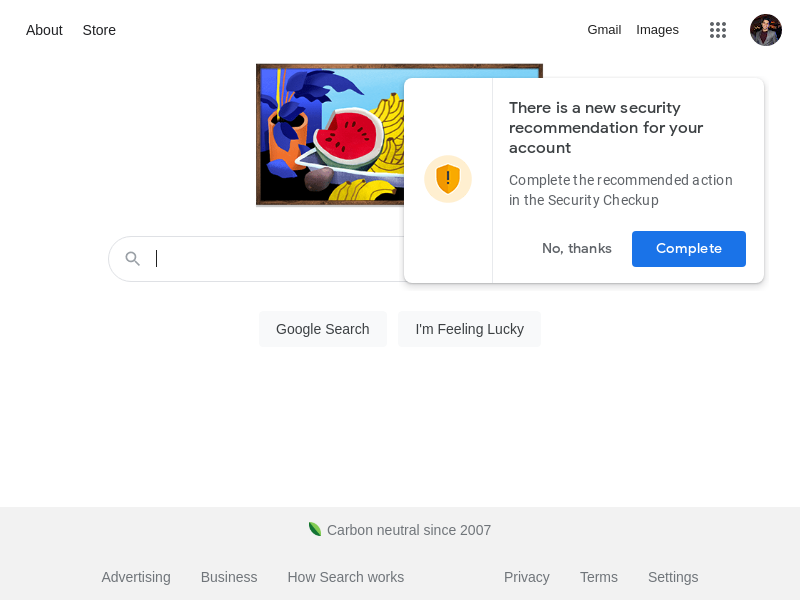 About
Store
Gmail
Images
There is a new security
recommendation for your
account
Complete the recommended action
in the Security Checkup
No, thanks
Complete
Google Search
I'm Feeling Lucky
Carbon neutral since 2007
Advertising
Business
How Search works
Privacy
Terms
Settings